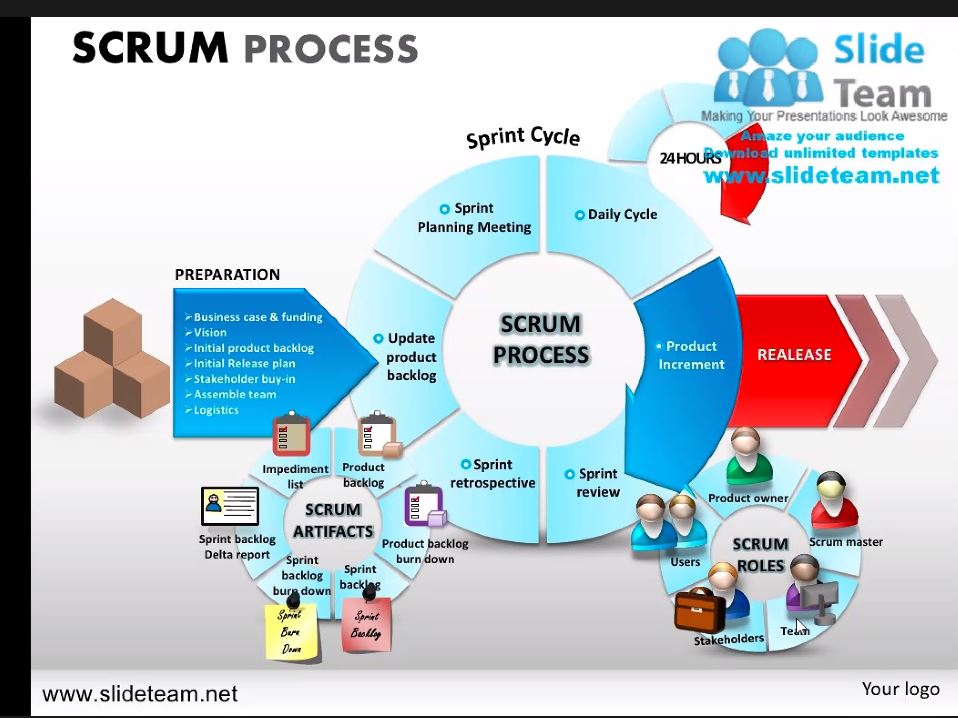 SCRUM PROCESS
Slide
Team
Making Your Presentations Look Awesome
Amaze your audience
Download unlimited templates
www.slideteam.net
Sprint Cycle
24 HOURS
Sprint
Planning Meeting
Daily Cycle
PREPARATION
Business case & funding
Vision
Initial product backlog
Initial Release plan
Stakeholder buy-in
Assemble team
Logistics
Update
product
backlog
SCRUM
PROCESS
Product
Increment
REALEASE
Sprint
retrospective
Sprint
review
Impediment
list
Product
backlog
SCRUM
ARTIFACTS
Sprint backlog
Delta report
Product backlog
burn down
Sprint
backlog
burn down
Sprint
backlog
Sprint
Burn
Down
Sprint
Backlog
Product owner
Scrum master
SCRUM
ROLES
Users
Stakeholders
Team
www.slideteam.net
Your logo